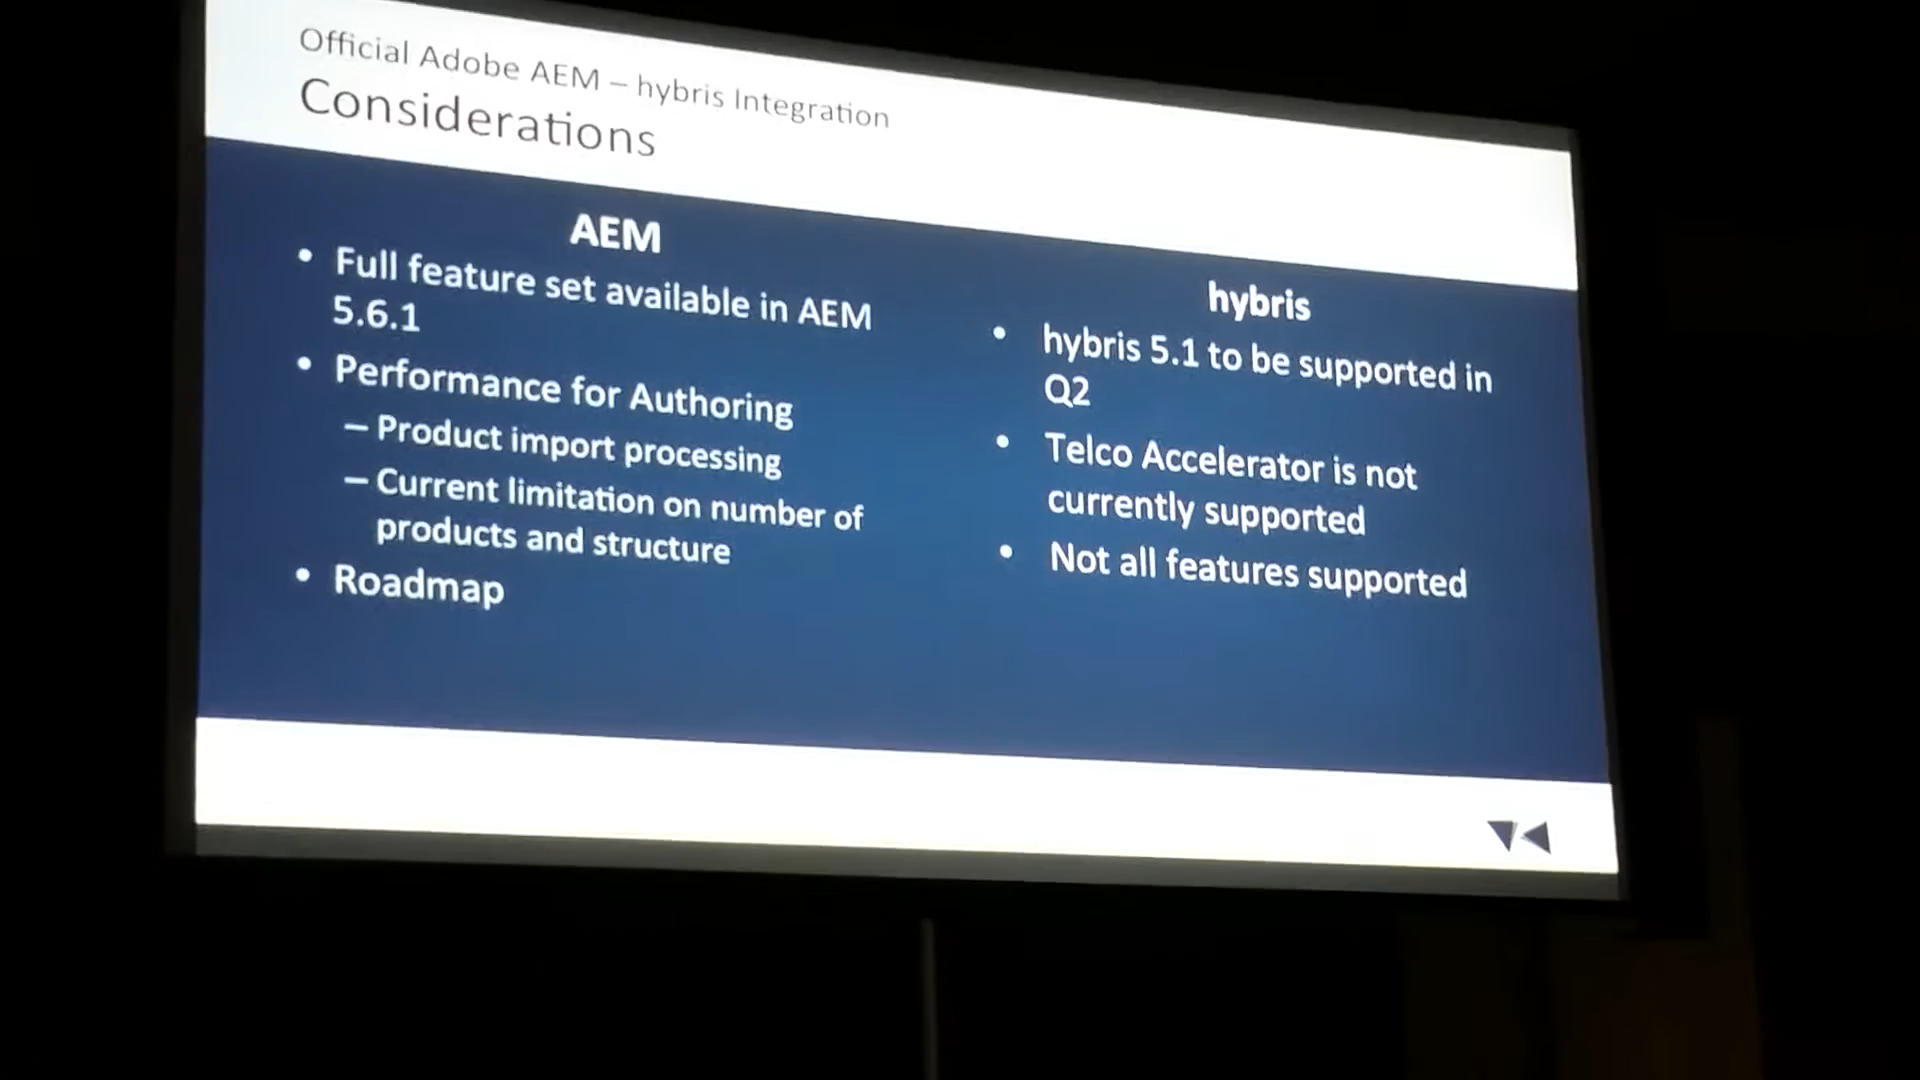 Official Adobe AEM – hybris Integration
Considerations
AEM
• Full feature set available in AEM
5.6.1
• Performance for Authoring
– Product import processing
– Current limitation on number of
products and structure
• Roadmap
hybris
• hybris 5.1 to be supported in
Q2
• Telco Accelerator is not
currently supported
• Not all features supported